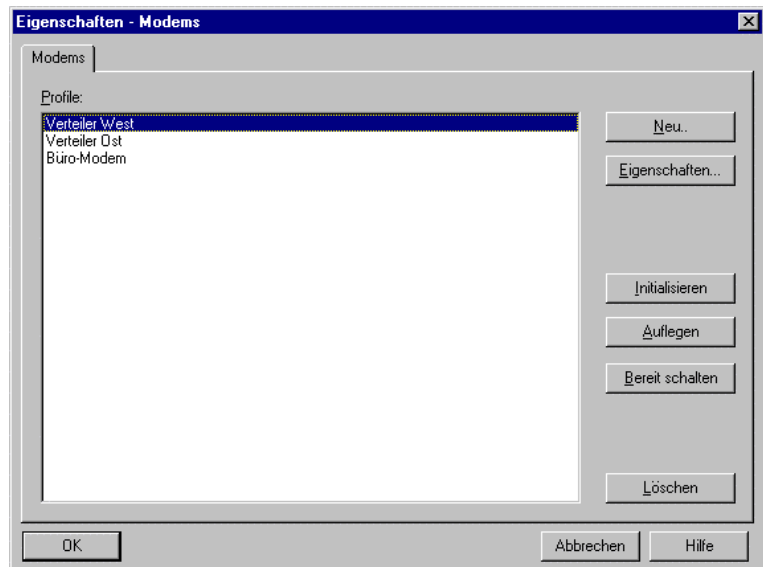 Eigenschaften - Modems
Modems
Profile:
Verteiler West
Verteiler Ost
Büro-Modem
Neu..
Eigenschaften...
Initialisieren
Auflegen
Bereit schalten
Löschen
OK
Abbrechen
Hilfe